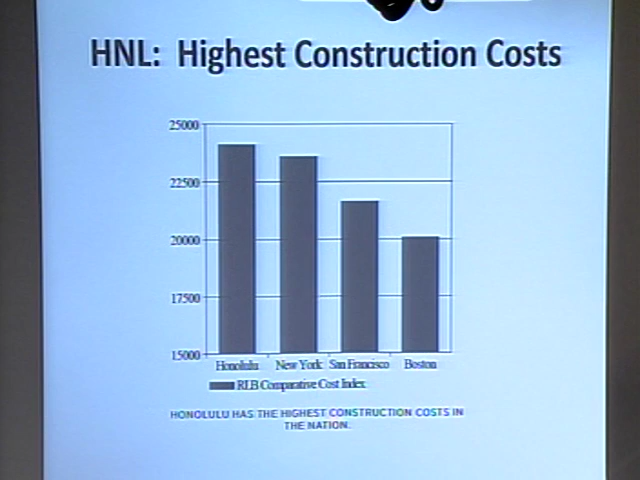 HNL: Highest Construction Costs
25000
22500
20000
17500
15000
Honolulu New York San Francisco Boston
RLB Comparative Cost Index
HONOLULU HAS THE HIGHEST CONSTRUCTION COSTS IN
THE NATION.